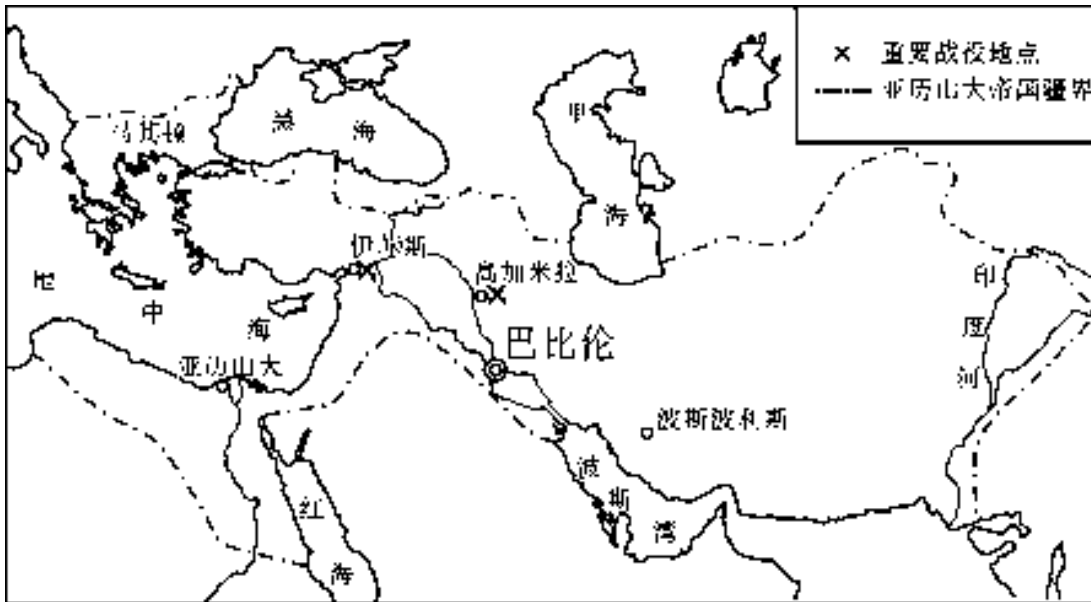 重要战役地点
亚历山大帝国疆界
马其顿
黑海
里海
伊苏斯
高加米拉
地中海
巴比伦
亚历山大
印度河
波斯波利斯
波斯湾
红海